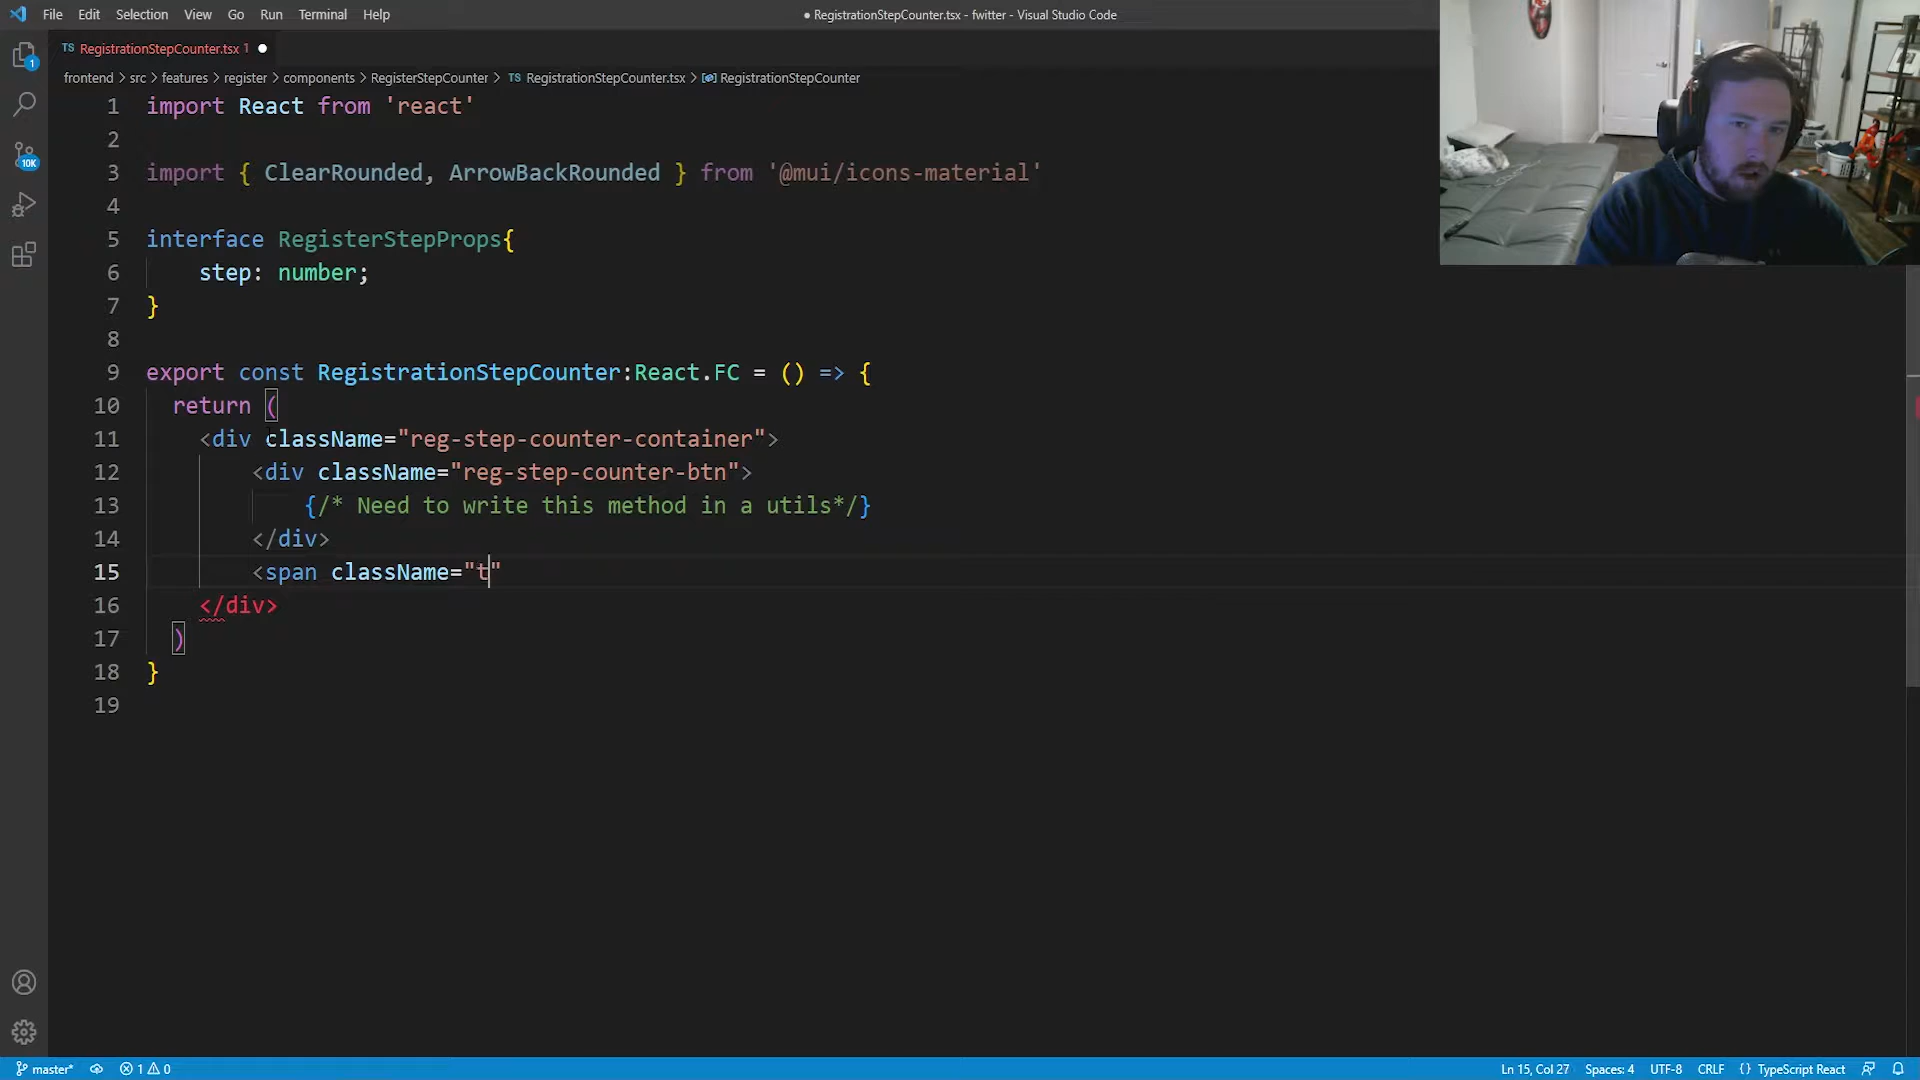 File Edit Selection View Go Run Terminal Help
● RegistrationStepCounter.tsx - fwitter - Visual Studio Code
TS RegistrationStepCounter.tsx 1 ●
frontend > src > features > register > components > RegisterStepCounter > TS RegistrationStepCounter.tsx > RegistrationStepCounter
1 import React from 'react'
2
3 import { ClearRounded, ArrowBackRounded } from '@mui/icons-material'
4
5 interface RegisterStepProps{
6 step: number;
7 }
8
9 export const RegistrationStepCounter:React.FC = () => {
10 return (
11 <div className="reg-step-counter-container">
12 <div className="reg-step-counter-btn">
13 {/* Need to write this method in a utils*/}
14 </div>
15 <span className="t"
16 </div>
17 )
18 }
19
1
10K
master* 1 0 Ln 15, Col 27 Spaces: 4 UTF-8 CRLF {} TypeScript React